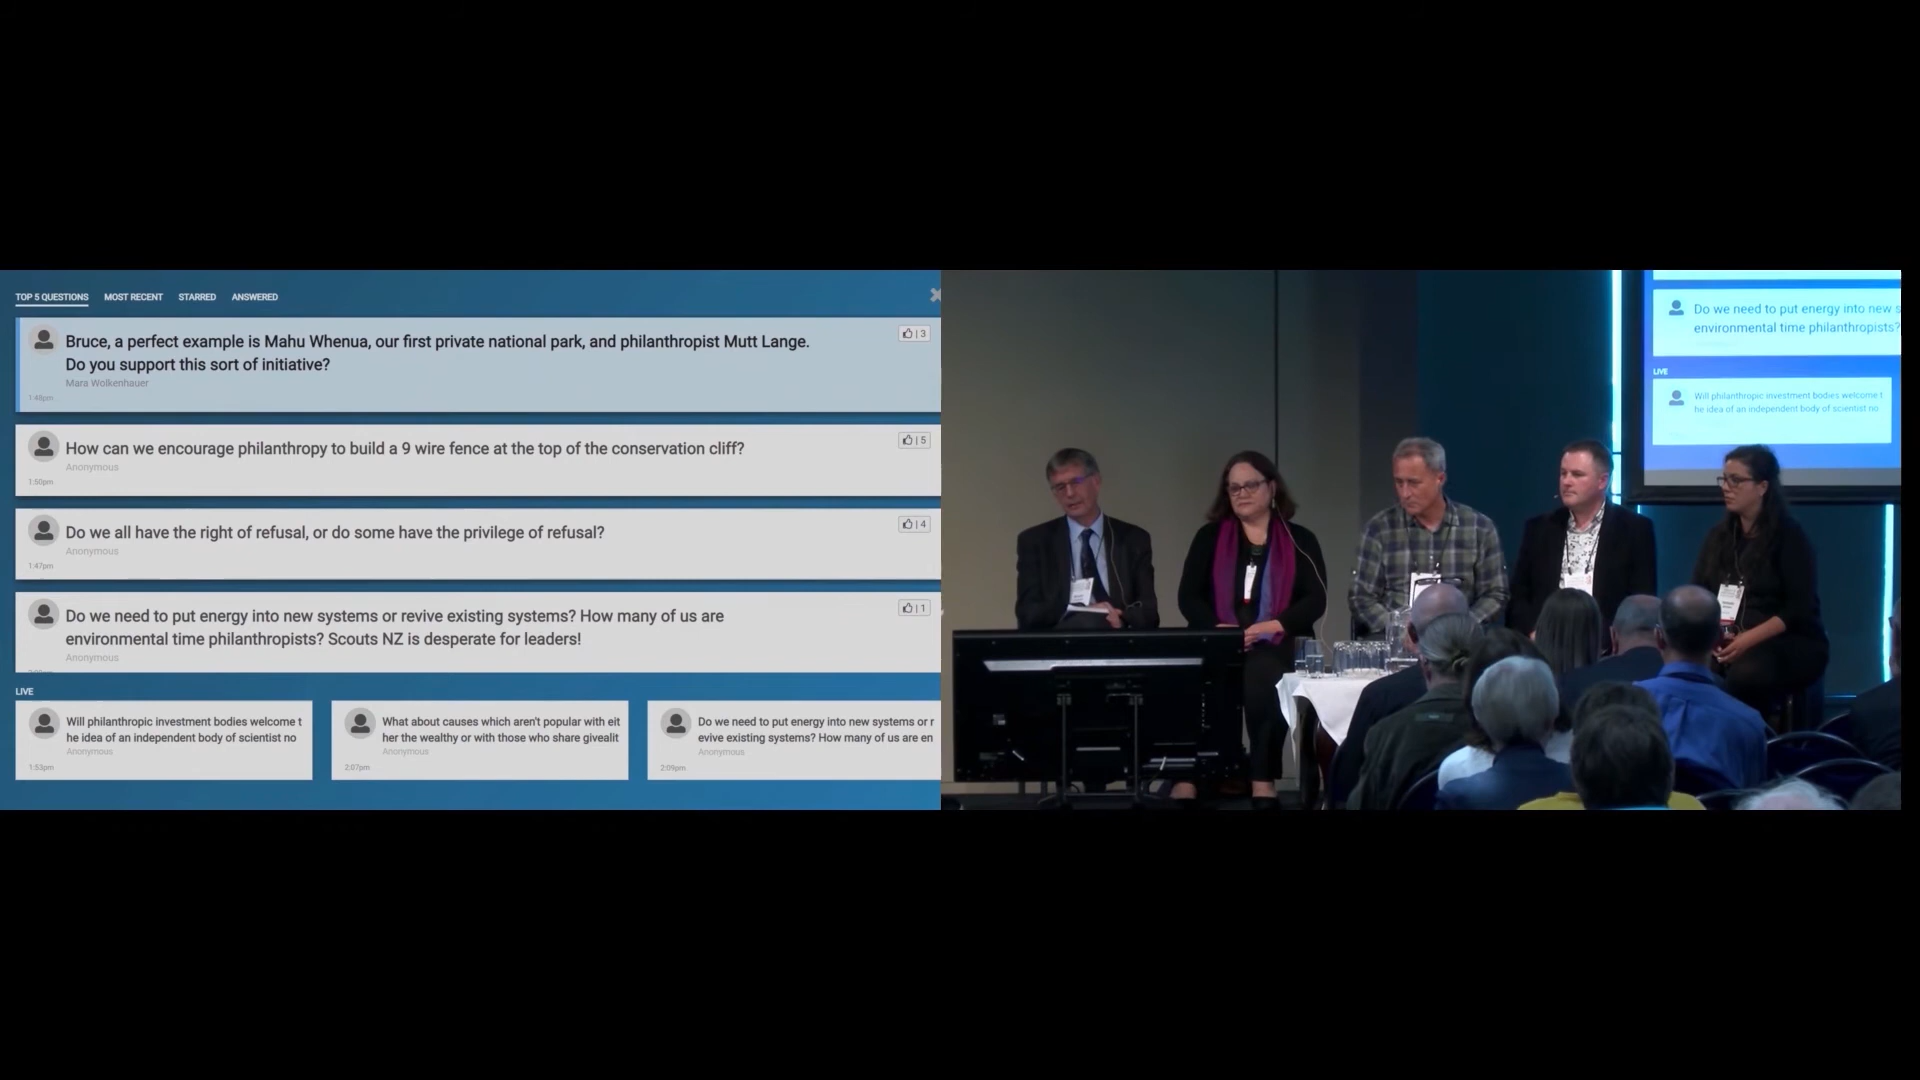 TOP 5 QUESTIONS MOST RECENT STARRED ANSWERED
Bruce, a perfect example is Mahu Whenua, our first private national park, and philanthropist Mutt Lange.
Do you support this sort of initiative?
Mara Wolkenhauer
1:48pm
3
How can we encourage philanthropy to build a 9 wire fence at the top of the conservation cliff?
Anonymous
1:50pm
5
Do we all have the right of refusal, or do some have the privilege of refusal?
Anonymous
1:47pm
4
Do we need to put energy into new systems or revive existing systems? How many of us are
environmental time philanthropists? Scouts NZ is desperate for leaders!
Anonymous
1
LIVE
Will philanthropic investment bodies welcome t
he idea of an independent body of scientist no
Anonymous
1:53pm
What about causes which aren't popular with eit
her the wealthy or with those who share givealit
Anonymous
2:07pm
Do we need to put energy into new systems or r
evive existing systems? How many of us are en
Anonymous
2:09pm
Do we need to put energy into new s
environmental time philanthropists?
LIVE
Will philanthropic investment bodies welcome t
he idea of an independent body of scientist no